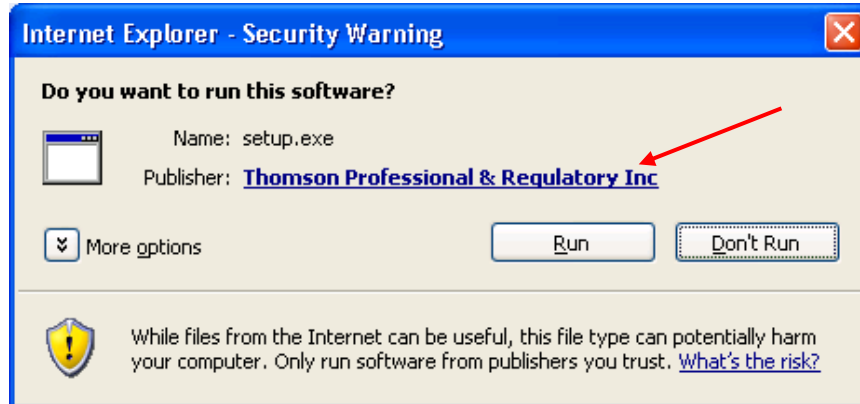 Internet Explorer - Security Warning
Do you want to run this software?
Name: setup.exe
Publisher: Thomson Professional & Regulatory Inc
More options
Run
Don't Run
While files from the Internet can be useful, this file type can potentially harm
your computer. Only run software from publishers you trust. What's the risk?